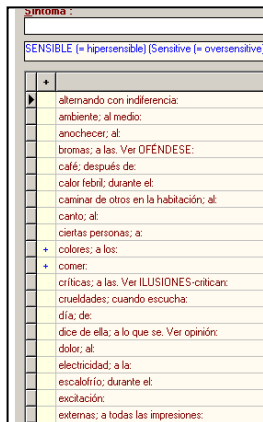 Síntoma :
SENSIBLE (= hipersensible) (Sensitive (= oversensitive)
+
alternando con indiferencia:
ambiente; al medio:
anochecer; al:
bromas; a las. Ver OFÉNDESE:
café; después de:
calor febril; durante el:
caminar de otros en la habitación; al:
canto; al:
ciertas personas; a:
+ colores; a los:
+ comer:
críticas; a las. Ver ILUSIONES-critican:
crueldades; cuando escucha:
día; de:
dice de ella; a lo que se. Ver opinión:
dolor; al:
electricidad; a la:
escalofrío; durante el:
excitación:
externas; a todas las impresiones: